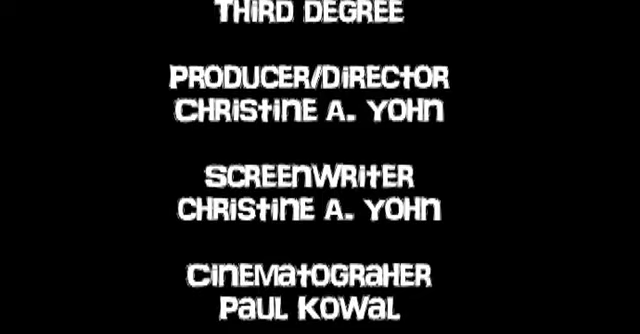 THIRD DEGREE
PRODUCER/DIRECTOR
CHRISTINE A. YOHN
SCREENWRITER
CHRISTINE A. YOHN
CINEMATOGRAHER
PAUL KOWAL